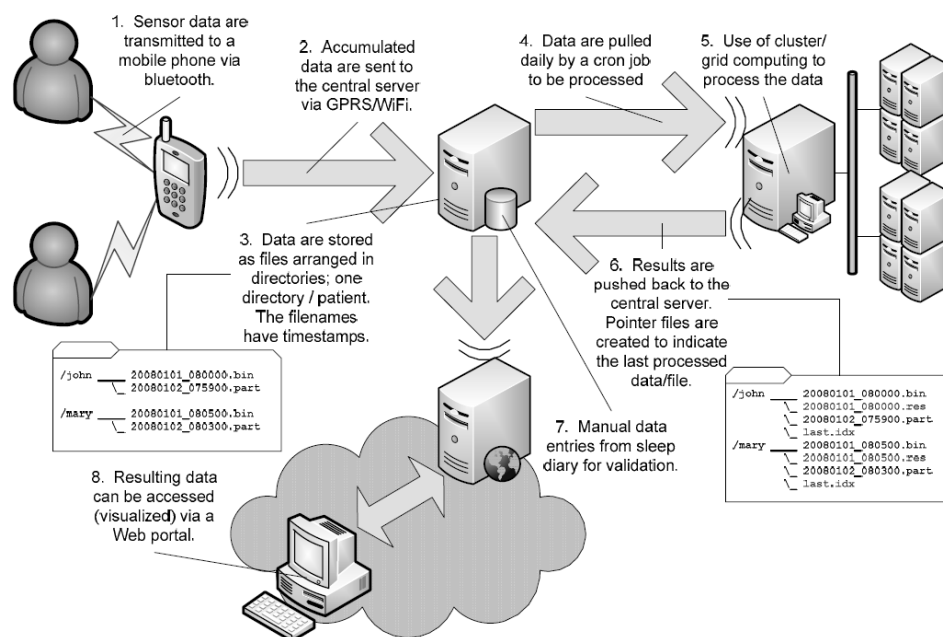 1. Sensor data are
transmitted to a
mobile phone via
bluetooth.
2. Accumulated
data are sent to
the central server
via GPRS/WiFi.
4. Data are pulled
daily by a cron job
to be processed
5. Use of cluster/
grid computing to
process the data
3. Data are stored
as files arranged in
directories; one
directory / patient.
The filenames
have timestamps.
6. Results are
pushed back to the
central server.
Pointer files are
created to indicate
the last processed
data/file.
/john 20080101_080000.bin
20080102_075900.part
/mary 20080101_080500.bin
20080102_080300.part
/john 20080101_080000.bin
20080101_080000.res
20080102_075900.part
last.idx
/mary 20080101_080500.bin
20080101_080500.res
20080102_080300.part
last.idx
7. Manual data
entries from sleep
diary for validation.
8. Resulting data
can be accessed
(visualized) via a
Web portal.